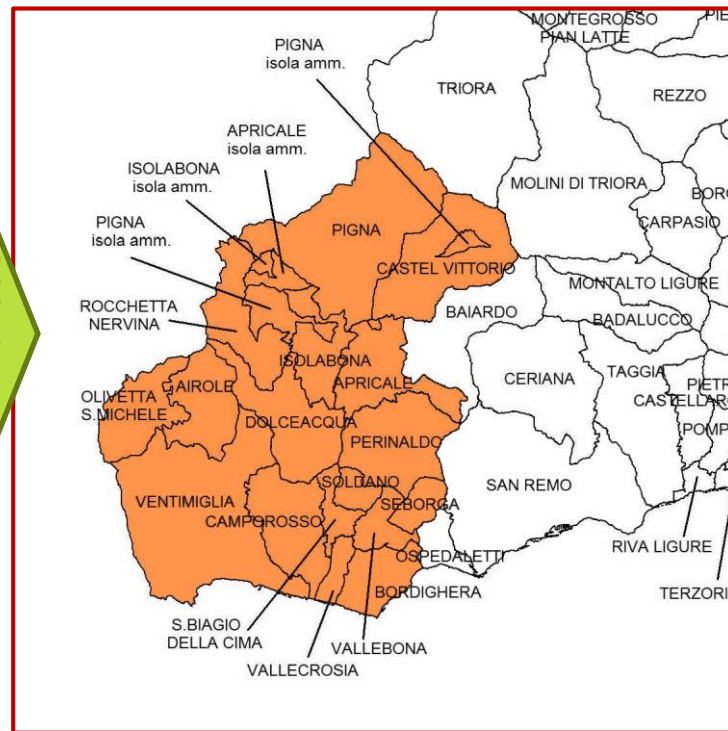 MONTEGROSSO
PIAN LATTE
PIGNA
isola amm.
TRIORA
REZZO
APRICALE
isola amm.
ISOLABONA
isola amm.
MOLINI DI TRIORA
CARPASIO
PIGNA
isola amm.
PIGNA
CASTEL VITTORIO
MONTALTO LIGURE
ROCCHETTA
NERVINA
BAIARDO
BADALUCCO
ISOLABONA
APRICALE
CERIANA
TAGGIA
OLIVETTA
S.MICHELE
AIROLE
CASTELLARO
DOLCEACQUA
PERINALDO
SOLDANO
SAN REMO
VENTIMIGLIA
CAMPOROSSO
SEBORGA
OSPEDALETTI
RIVA LIGURE
BORDIGHERA
S.BIAGIO
DELLA CIMA
VALLEBONA
VALLECROSIA